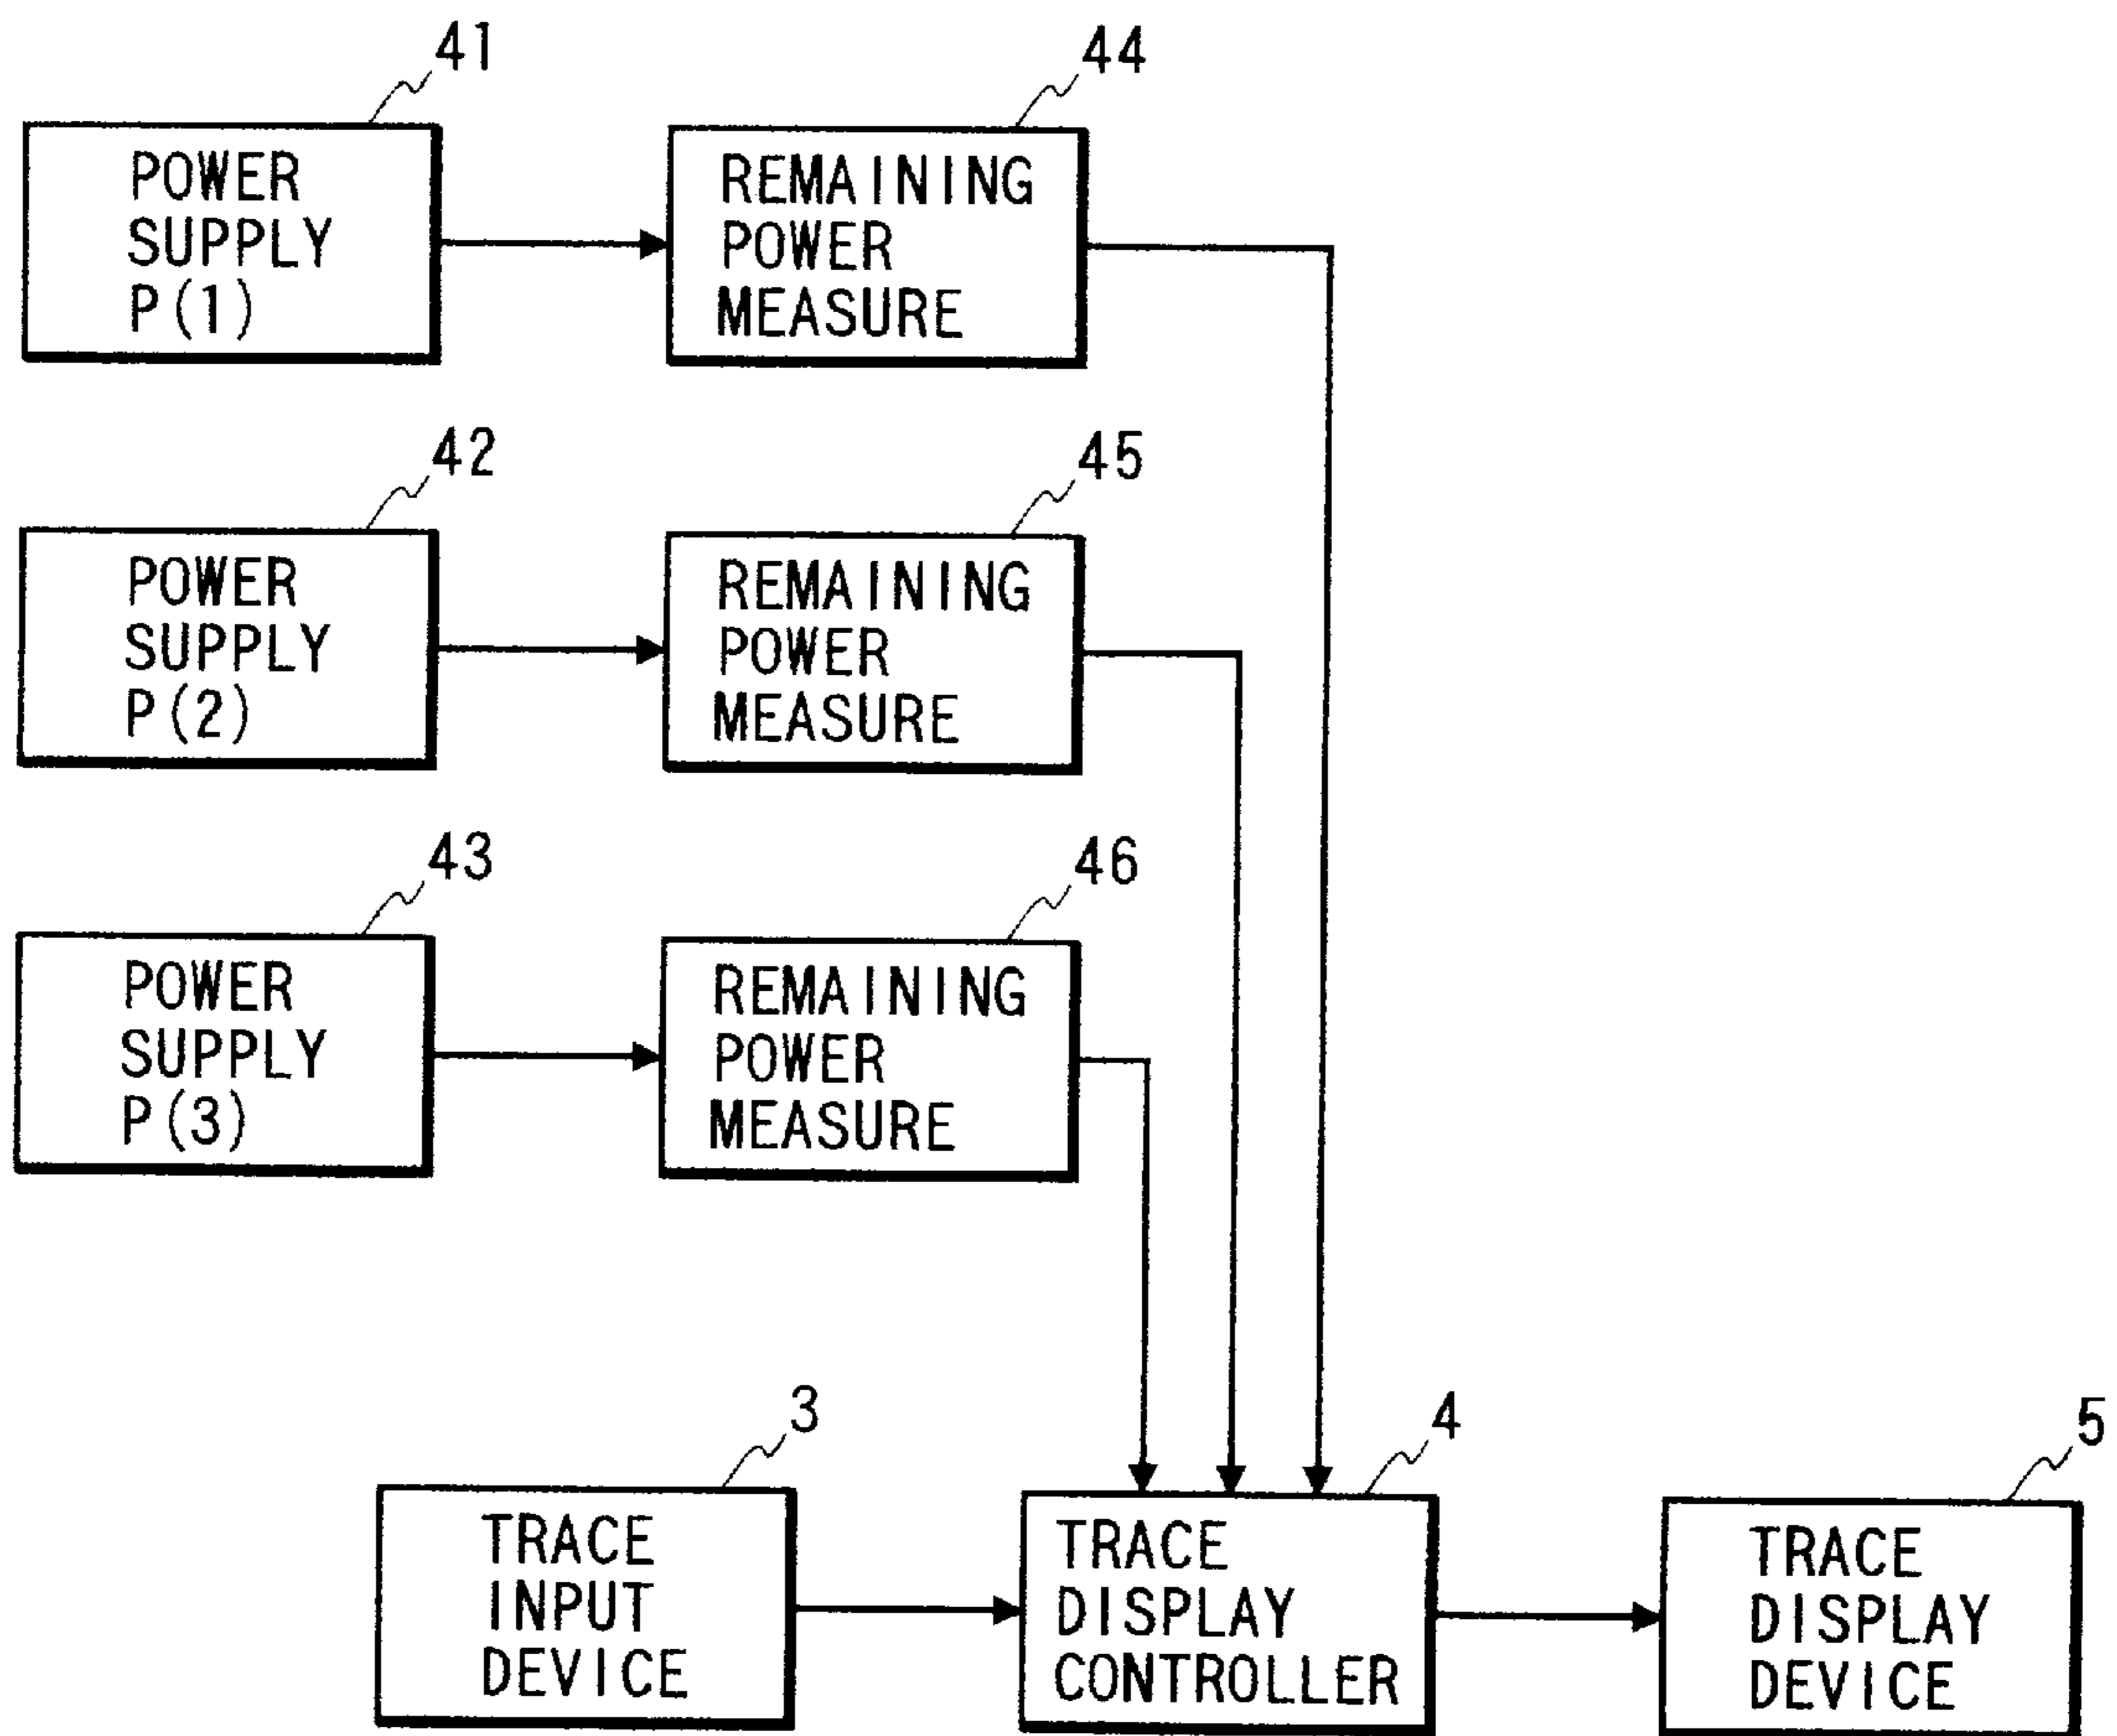 41
44
POWER
SUPPLY
P(1)
REMAINING
POWER
MEASURE
42
45
POWER
SUPPLY
P(2)
REMAINING
POWER
MEASURE
43
46
POWER
SUPPLY
P(3)
REMAINING
POWER
MEASURE
3
4
5
TRACE
INPUT
DEVICE
TRACE
DISPLAY
CONTROLLER
TRACE
DISPLAY
DEVICE